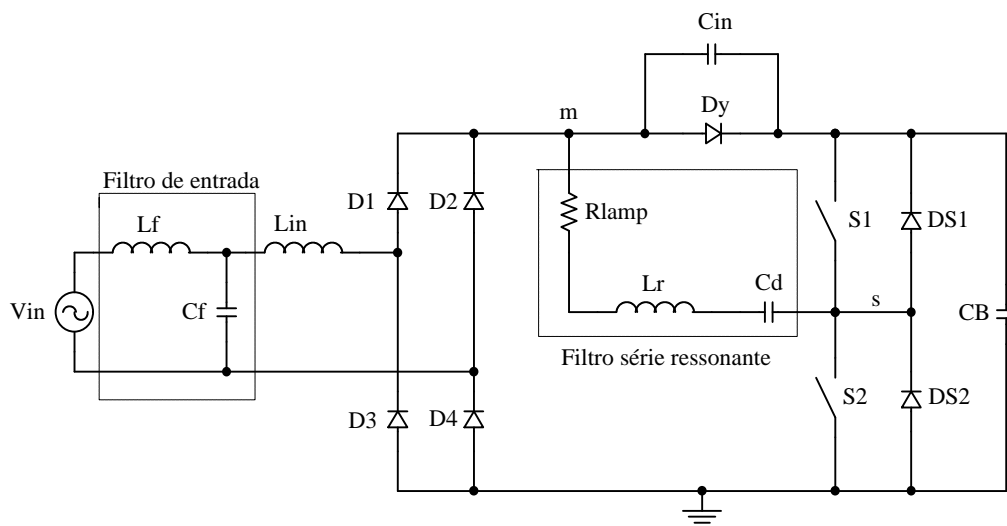 Cin
Dy
m
Filtro de entrada
D1
D2
Lf
Lin
Rlamp
S1
DS1
Lr
Cd
s
Vin
Cf
CB
Filtro série ressonante
D3
D4
S2
DS2